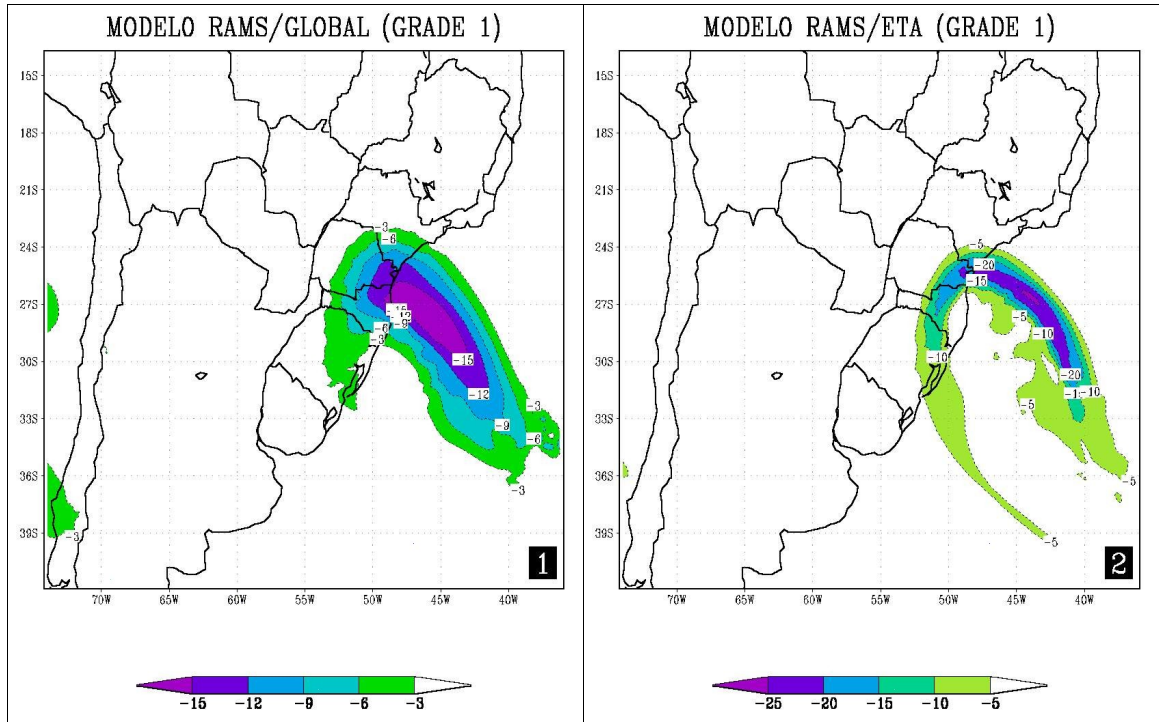 MODELO RAMS/GLOBAL (GRADE 1)
15S
18S
21S
24S
27S
30S
33S
36S
39S
-3
-6
-15
-12
-9
-6
-3
-15
-12
-9
-3
-6
-3
-3
1
70W 65W 60W 55W 50W 45W 40W
-15 -12 -9 -6 -3
MODELO RAMS/ETA (GRADE 1)
15S
18S
21S
24S
27S
30S
33S
36S
39S
-5
-20
-15
-5
-10
-10
-20
-10
-5
-5
-5
2
70W 65W 60W 55W 50W 45W 40W
-25 -20 -15 -10 -5